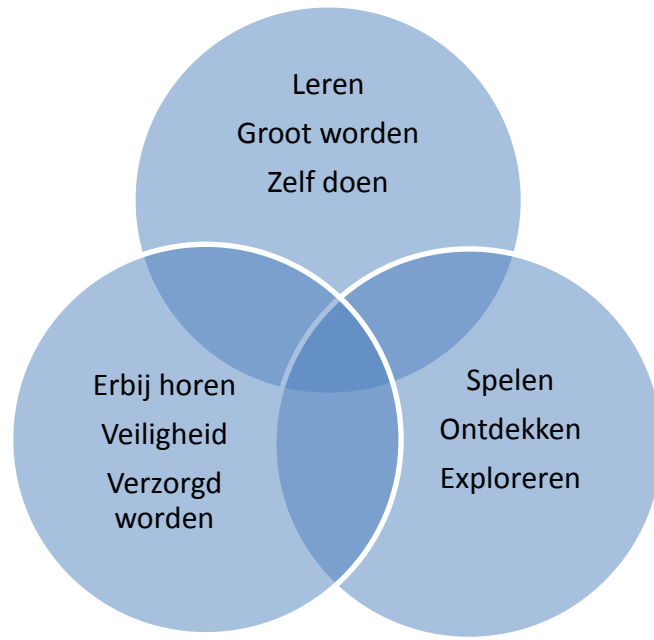 Leren
Groot worden
Zelf doen
Erbij horen
Veiligheid
Verzorgd
worden
Spelen
Ontdekken
Exploreren